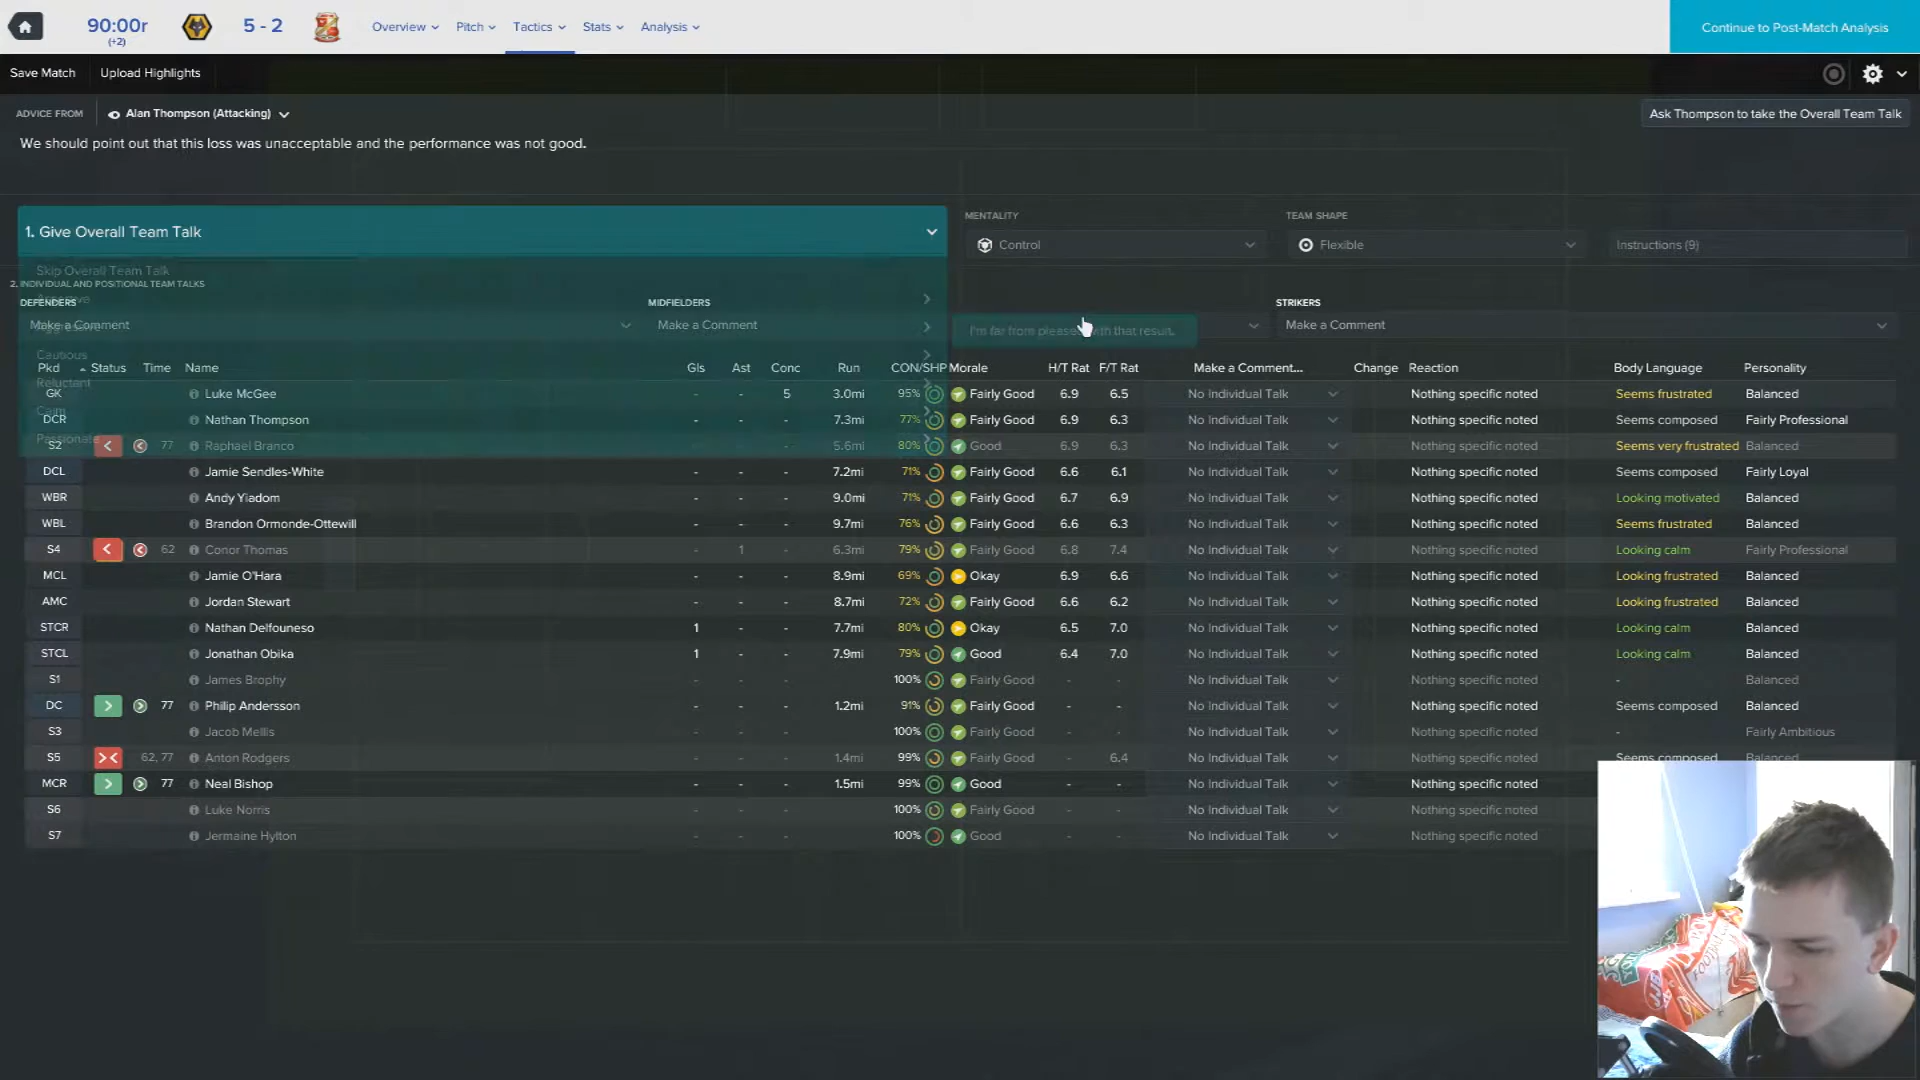 90:00r
(+2)
5 - 2
Overview
Pitch
Tactics
Stats
Analysis
Continue to Post-Match Analysis
Save Match
Upload Highlights
ADVICE FROM
Alan Thompson (Attacking)
Ask Thompson to take the Overall Team Talk
We should point out that this loss was unacceptable and the performance was not good.
1. Give Overall Team Talk
MENTALITY
Control
TEAM SHAPE
Flexible
Instructions (9)
Skip Overall Team Talk
2. INDIVIDUAL AND POSITIONAL TEAM TALKS
DEFENDERS
MIDFIELDERS
STRIKERS
Make a Comment
Make a Comment
I'm far from pleased with that result.
Make a Comment
Cautious
Reluctant
Calm
Passionate
Pkd Status Time Name Gls Ast Conc Run CON/SHP Morale H/T Rat F/T Rat Make a Comment... Change Reaction Body Language Personality
GK Luke McGee - - 5 3.0mi 95% Fairly Good 6.9 6.5 No Individual Talk Nothing specific noted Seems frustrated Balanced
DCR Nathan Thompson - - - 7.3mi 77% Fairly Good 6.9 6.3 No Individual Talk Nothing specific noted Seems composed Fairly Professional
S2 77 Raphael Branco - - - 5.6mi 80% Good 6.9 6.3 No Individual Talk Nothing specific noted Seems very frustrated Balanced
DCL Jamie Sendles-White - - - 7.2mi 71% Fairly Good 6.6 6.1 No Individual Talk Nothing specific noted Seems composed Fairly Loyal
WBR Andy Yiadom - - - 9.0mi 71% Fairly Good 6.7 6.9 No Individual Talk Nothing specific noted Looking motivated Balanced
WBL Brandon Ormonde-Ottewill - - - 9.7mi 76% Fairly Good 6.6 6.3 No Individual Talk Nothing specific noted Seems frustrated Balanced
S4 62 Conor Thomas - 1 - 6.3mi 79% Fairly Good 6.8 7.4 No Individual Talk Nothing specific noted Looking calm Fairly Professional
MCL Jamie O'Hara - - - 8.9mi 69% Okay 6.9 6.6 No Individual Talk Nothing specific noted Looking frustrated Balanced
AMC Jordan Stewart - - - 8.7mi 72% Fairly Good 6.6 6.2 No Individual Talk Nothing specific noted Looking frustrated Balanced
STCR Nathan Delfouneso 1 - - 7.7mi 80% Okay 6.5 7.0 No Individual Talk Nothing specific noted Looking calm Balanced
STCL Jonathan Obika 1 - - 7.9mi 79% Good 6.4 7.0 No Individual Talk Nothing specific noted Looking calm Balanced
S1 James Brophy - - - 100% Fairly Good - - No Individual Talk Nothing specific noted - Balanced
DC 77 Philip Andersson - - - 1.2mi 91% Fairly Good - - No Individual Talk Nothing specific noted Seems composed Balanced
S3 Jacob Mellis - - - 100% Fairly Good - - No Individual Talk Nothing specific noted - Fairly Ambitious
S5 62, 77 Anton Rodgers - - - 1.4mi 99% Fairly Good - 6.4 No Individual Talk Nothing specific noted Seems composed Balanced
MCR 77 Neal Bishop - - - 1.5mi 99% Good - - No Individual Talk Nothing specific noted
S6 Luke Norris - - - 100% Fairly Good - - No Individual Talk Nothing specific noted
S7 Jermaine Hylton - - - 100% Good - - No Individual Talk Nothing specific noted